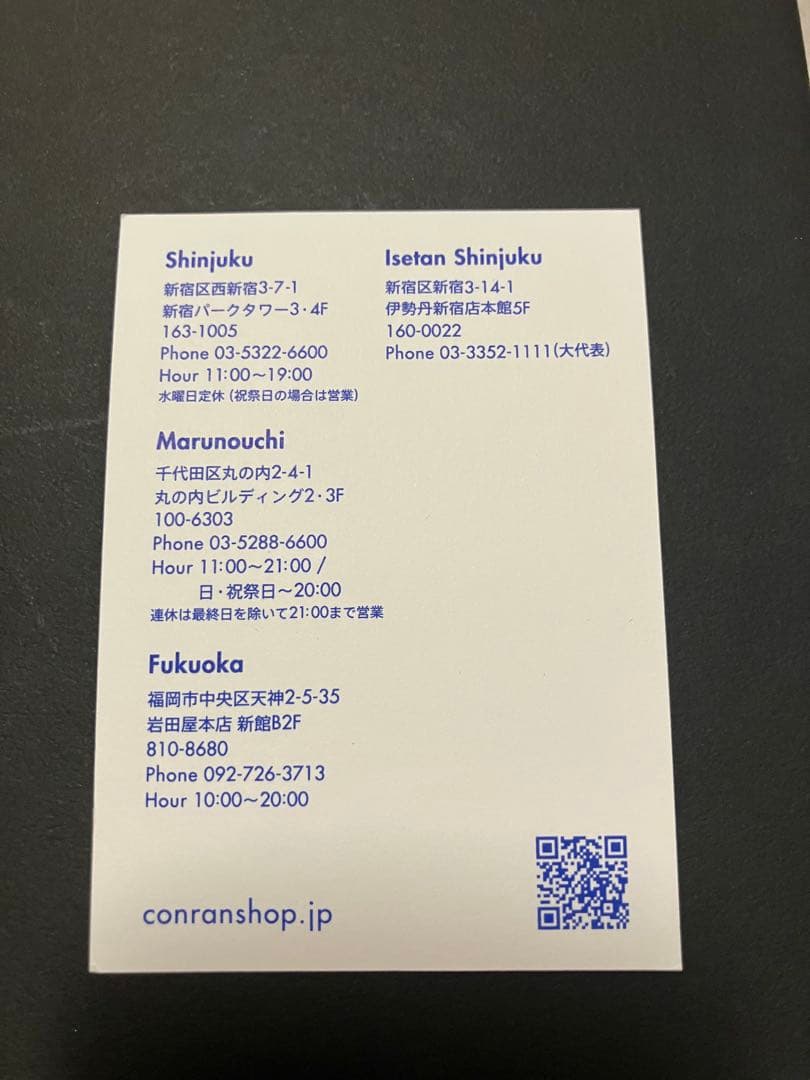 Shinjuku
新宿区西新宿3-7-1
新宿パークタワー3・4F
163-1005
Phone 03-5322-6600
Hour 11:00～19:00
水曜日定休（祝祭日の場合は営業）
Isetan Shinjuku
新宿区新宿3-14-1
伊勢丹新宿店本館5F
160-0022
Phone 03-3352-1111（大代表）
Marunouchi
千代田区丸の内2-4-1
丸の内ビルディング2・3F
100-6303
Phone 03-5288-6600
Hour 11:00～21:00 /
日・祝祭日～20:00
連休は最終日を除いて21:00まで営業
Fukuoka
福岡市中央区天神2-5-35
岩田屋本店 新館B2F
810-8680
Phone 092-726-3713
Hour 10:00～20:00
conranshop.jp